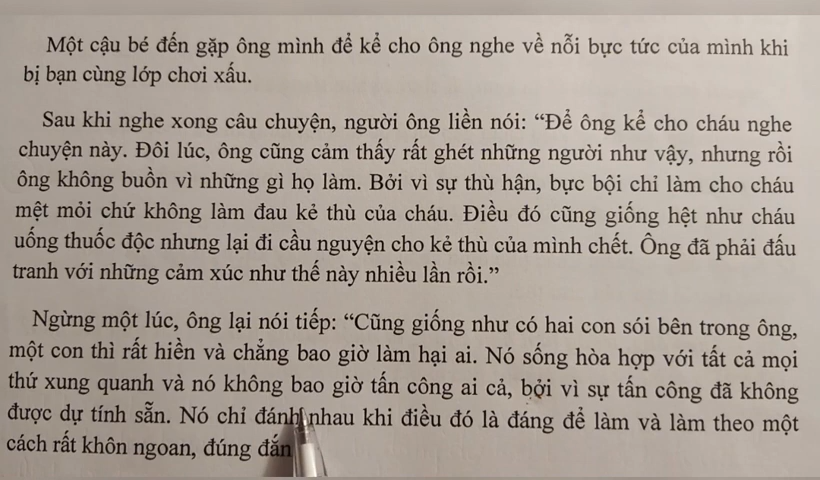 Một cậu bé đến gặp ông mình để kể cho ông nghe về nỗi bực tức của mình khi
bị bạn cùng lớp chơi xấu.
Sau khi nghe xong câu chuyện, người ông liền nói: “Để ông kể cho cháu nghe
chuyện này. Đôi lúc, ông cũng cảm thấy rất ghét những người như vậy, nhưng rồi
ông không buồn vì những gì họ làm. Bởi vì sự thù hận, bực bội chỉ làm cho cháu
mệt mỏi chứ không làm đau kẻ thù của cháu. Điều đó cũng giống hệt như cháu
uống thuốc độc nhưng lại đi cầu nguyện cho kẻ thù của mình chết. Ông đã phải đấu
tranh với những cảm xúc như thế này nhiều lần rồi.”
Ngừng một lúc, ông lại nói tiếp: “Cũng giống như có hai con sói bên trong ông,
một con thì rất hiền và chẳng bao giờ làm hại ai. Nó sống hòa hợp với tất cả mọi
thứ xung quanh và nó không bao giờ tấn công ai cả, bởi vì sự tấn công đã không
được dự tính sẵn. Nó chỉ đánh nhau khi điều đó là đáng để làm và làm theo một
cách rất khôn ngoan, đúng đắn